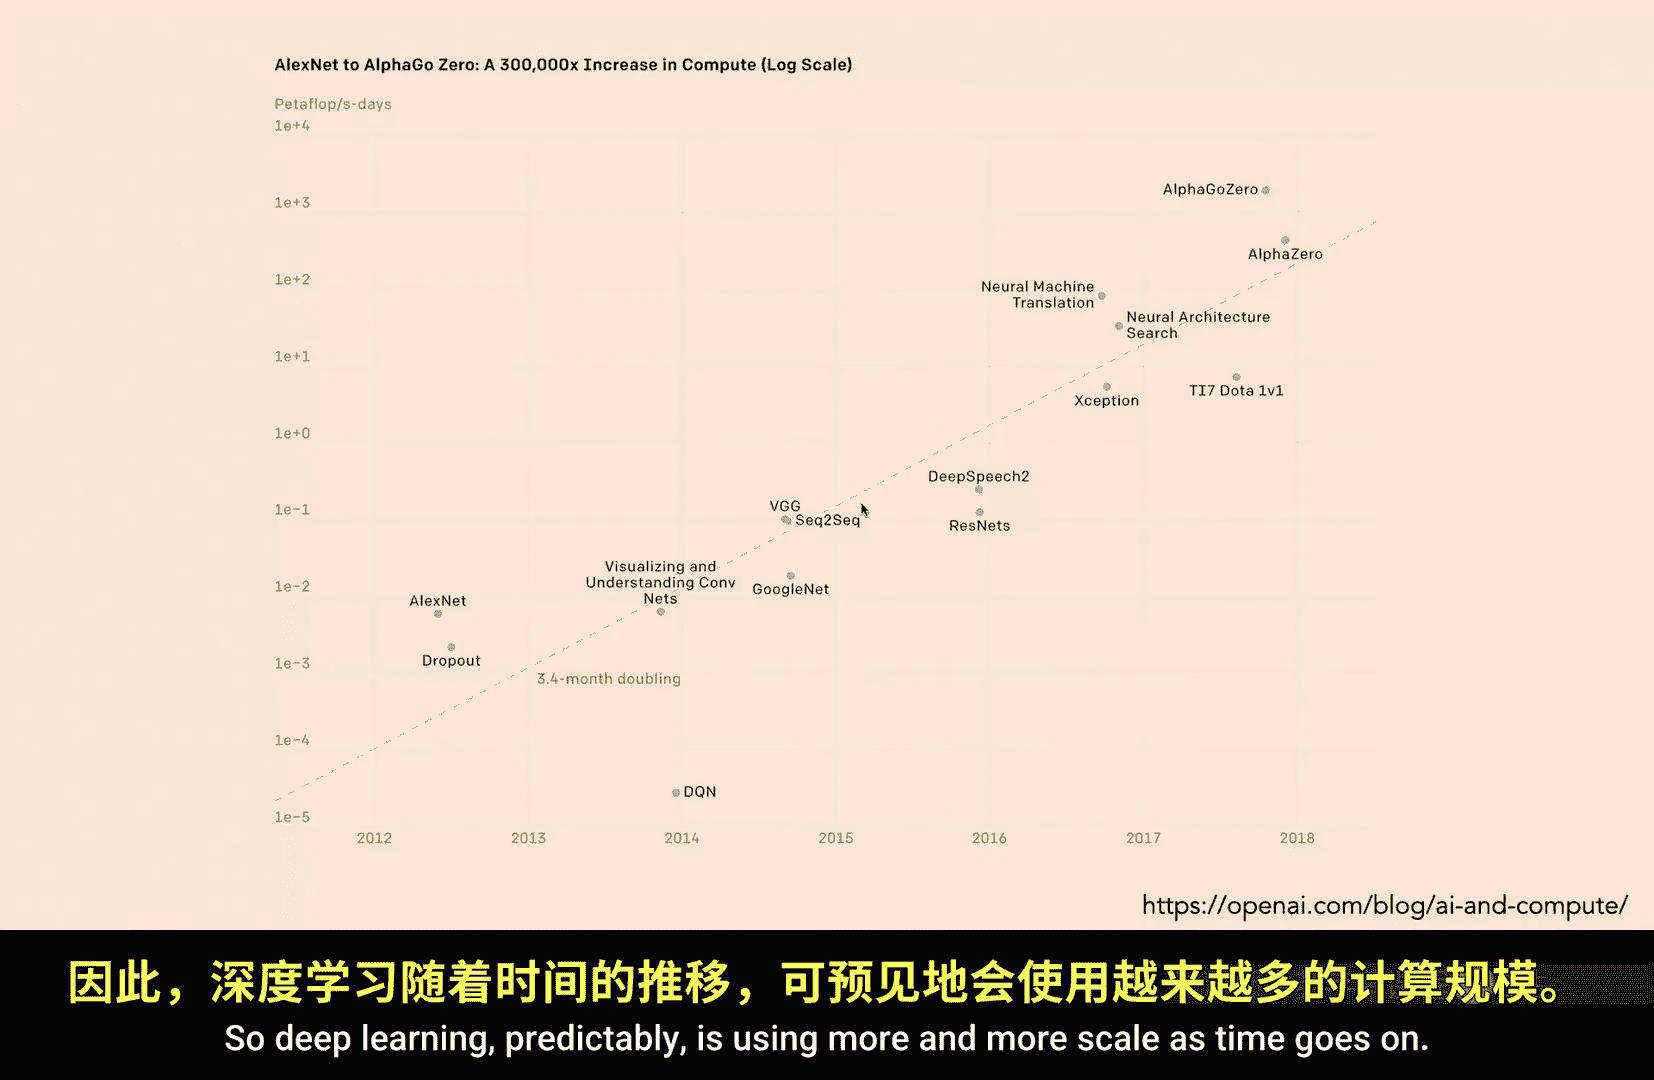 AlexNet to AlphaGo Zero: A 300,000x Increase in Compute (Log Scale)
Petaflop/s-days
1e+4
1e+3
1e+2
1e+1
1e+0
1e-1
1e-2
1e-3
1e-4
1e-5
AlphaGoZero
AlphaZero
Neural Machine
Translation
Neural Architecture
Search
TI7 Dota 1v1
Xception
DeepSpeech2
ResNets
VGG
Seq2Seq
GoogleNet
Visualizing and
Understanding Conv
Nets
AlexNet
Dropout
3.4-month doubling
DQN
2012
2013
2014
2015
2016
2017
2018
https://openai.com/blog/ai-and-compute/
因此，深度学习随着时间的推移，可预见地会使用越来越多的计算规模。
So deep learning, predictably, is using more and more scale as time goes on.